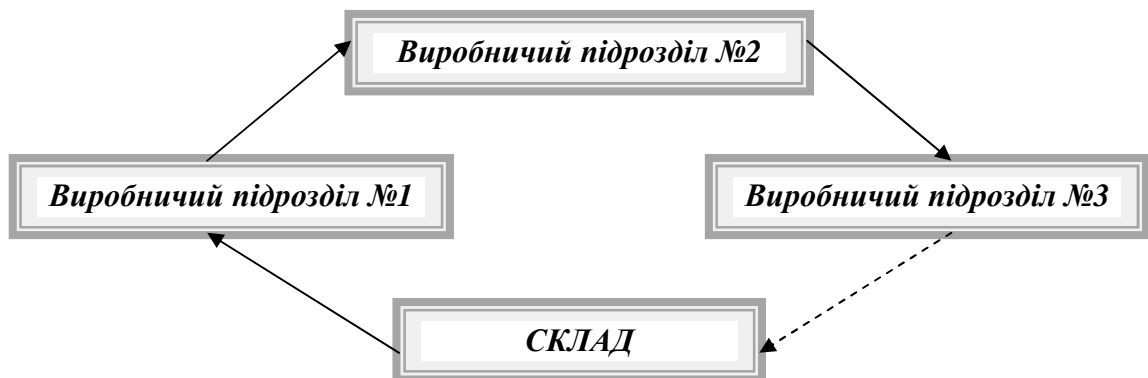 Виробничий підрозділ №2
Виробничий підрозділ №1
Виробничий підрозділ №3
СКЛАД